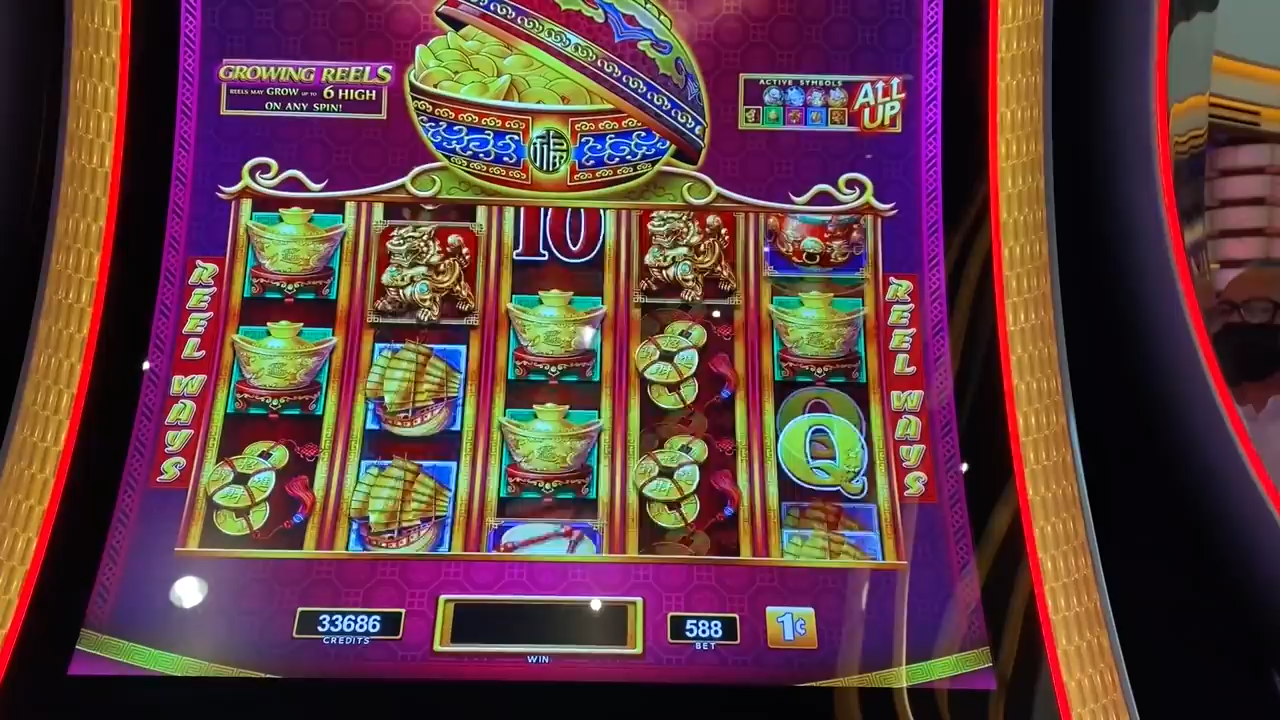 GROWING REELS
REELS MAY GROW UP TO 6 HIGH
ON ANY SPIN!
ACTIVE SYMBOLS
ALL UP
福
10
REEL WAYS
REEL WAYS
Q
33686
CREDITS
WIN
588
BET
1¢